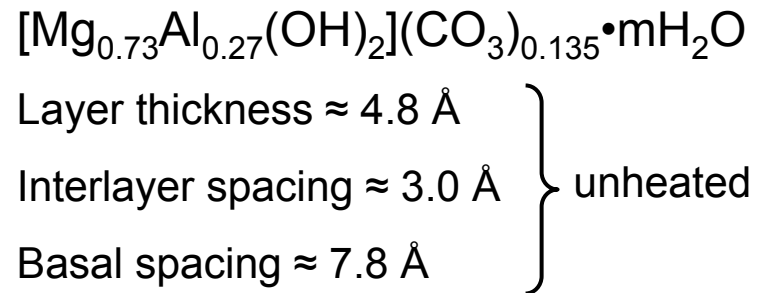 [Mg₀.₇₃Al₀.₂₇(OH)₂](CO₃)₀.₁₃₅•mH₂O
Layer thickness ≈ 4.8 Å
Interlayer spacing ≈ 3.0 Å
unheated
Basal spacing ≈ 7.8 Å